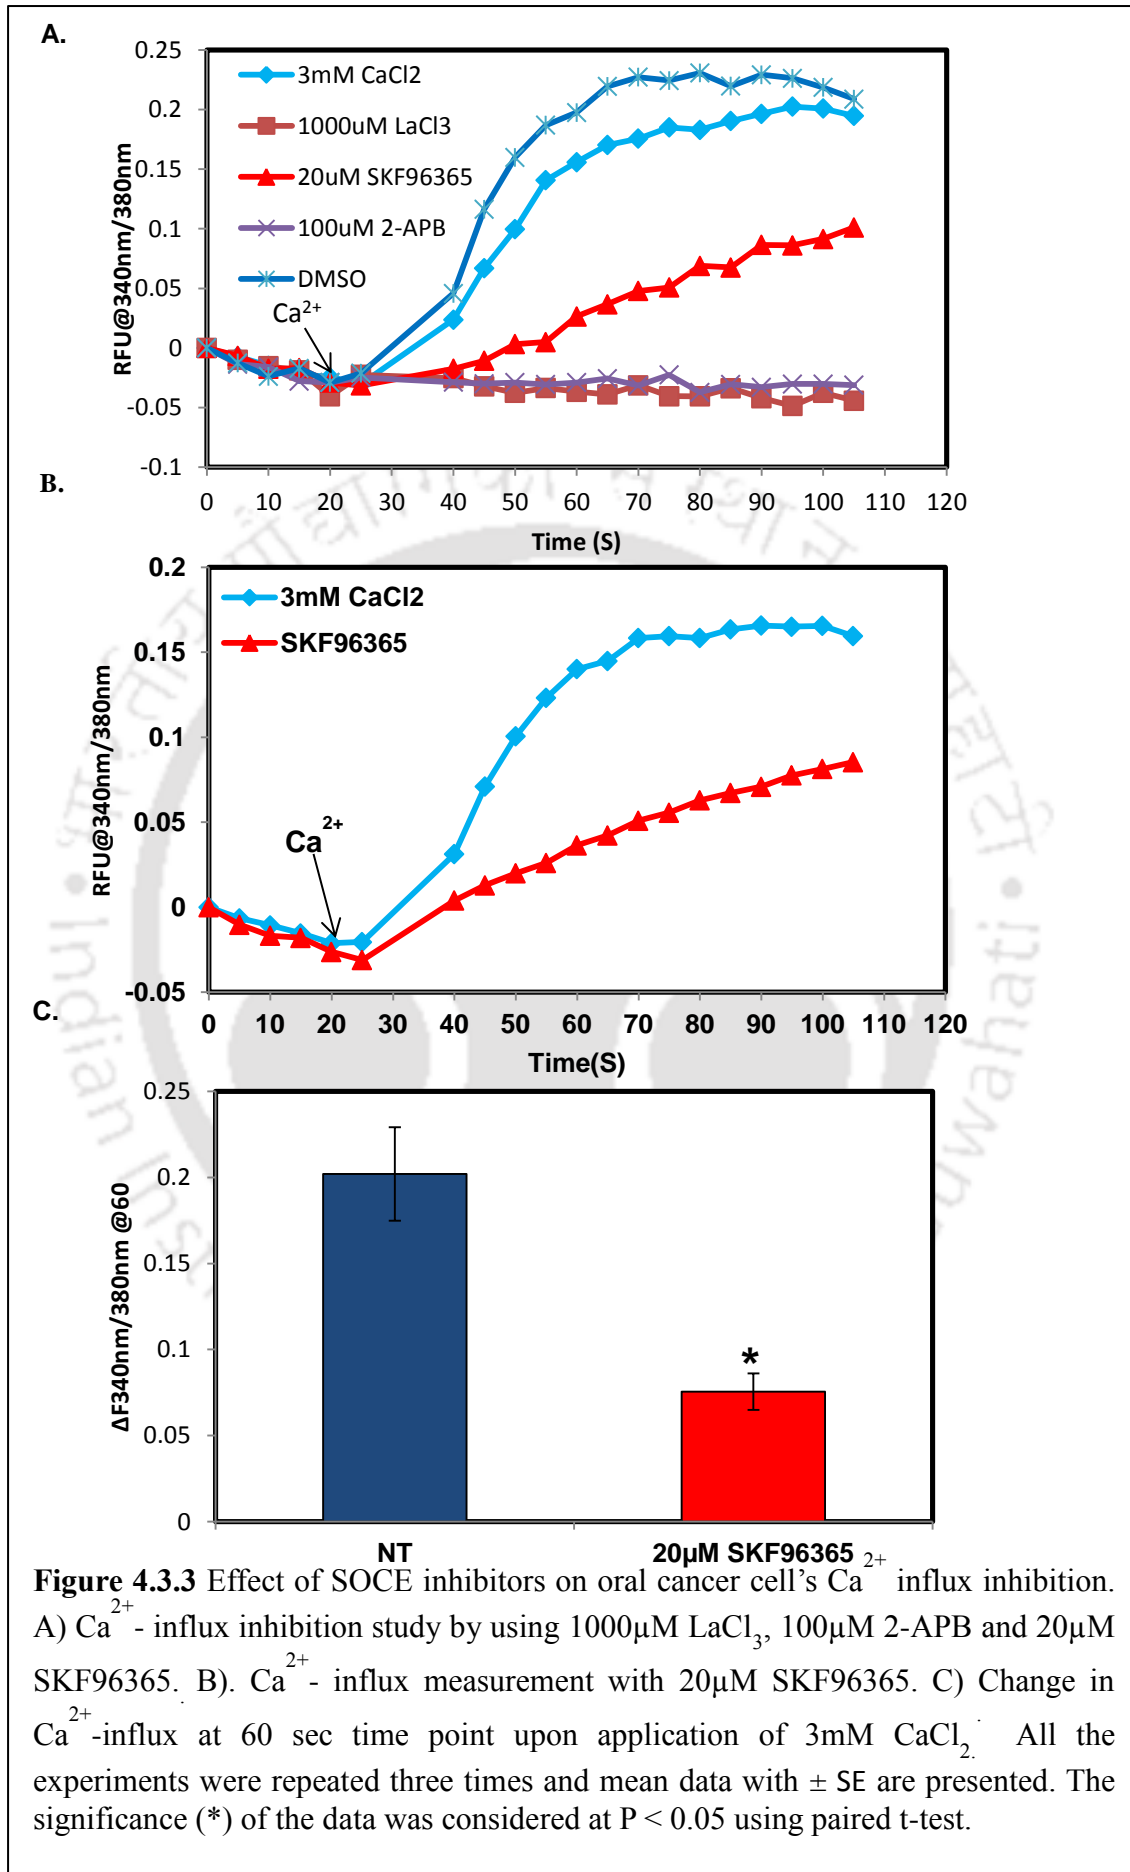 A.
0.25
0.2
0.15
0.1
0.05
0
-0.05
-0.1
RFU@340nm/380nm
3mM CaCl2
1000uM LaCl3
20uM SKF96365
100uM 2-APB
DMSO
Ca2+
0 10 20 30 40 50 60 70 80 90 100 110 120
Time (S)
B.
0.2
0.15
0.1
0.05
0
-0.05
RFU@340nm/380nm
3mM CaCl2
SKF96365
Ca2+
0 10 20 30 40 50 60 70 80 90 100 110 120
Time(S)
C.
0.25
0.2
0.15
0.1
0.05
0
ΔF340nm/380nm @60
*
NT 20µM SKF96365
Figure 4.3.3 Effect of SOCE inhibitors on oral cancer cell’s Ca2+ influx inhibition.
A) Ca2+- influx inhibition study by using 1000µM LaCl3, 100µM 2-APB and 20µM
SKF96365. B). Ca2+- influx measurement with 20µM SKF96365. C) Change in
Ca2+-influx at 60 sec time point upon application of 3mM CaCl2. All the
experiments were repeated three times and mean data with ± SE are presented. The
significance (*) of the data was considered at P < 0.05 using paired t-test.
Indian Inst
uwahati